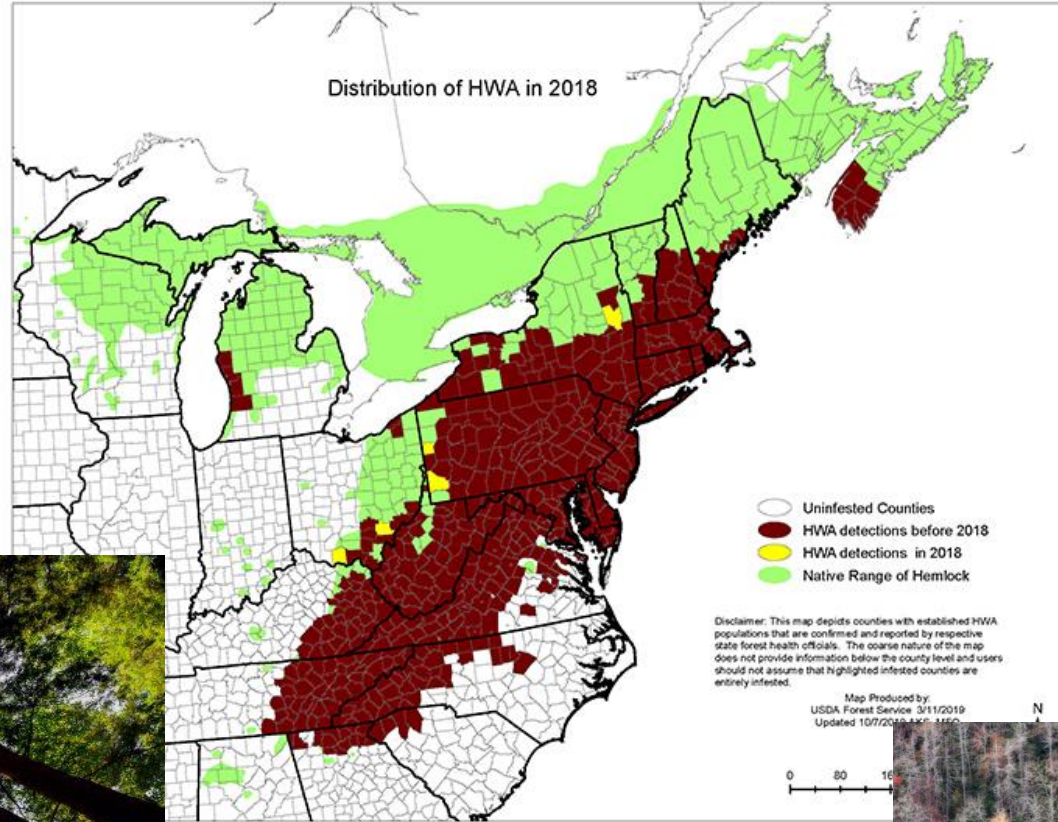 Distribution of HWA in 2018
Uninfested Counties
HWA detections before 2018
HWA detections in 2018
Native Range of Hemlock
Disclaimer: This map depicts counties with established HWA
populations that are confirmed and reported by respective
state forest health officials. The coarse nature of the map
does not provide information below the county level and users
should not assume that highlighted infested counties are
entirely infested.
Map Produced by:
USDA Forest Service 3/11/2019
Updated
N
0 80